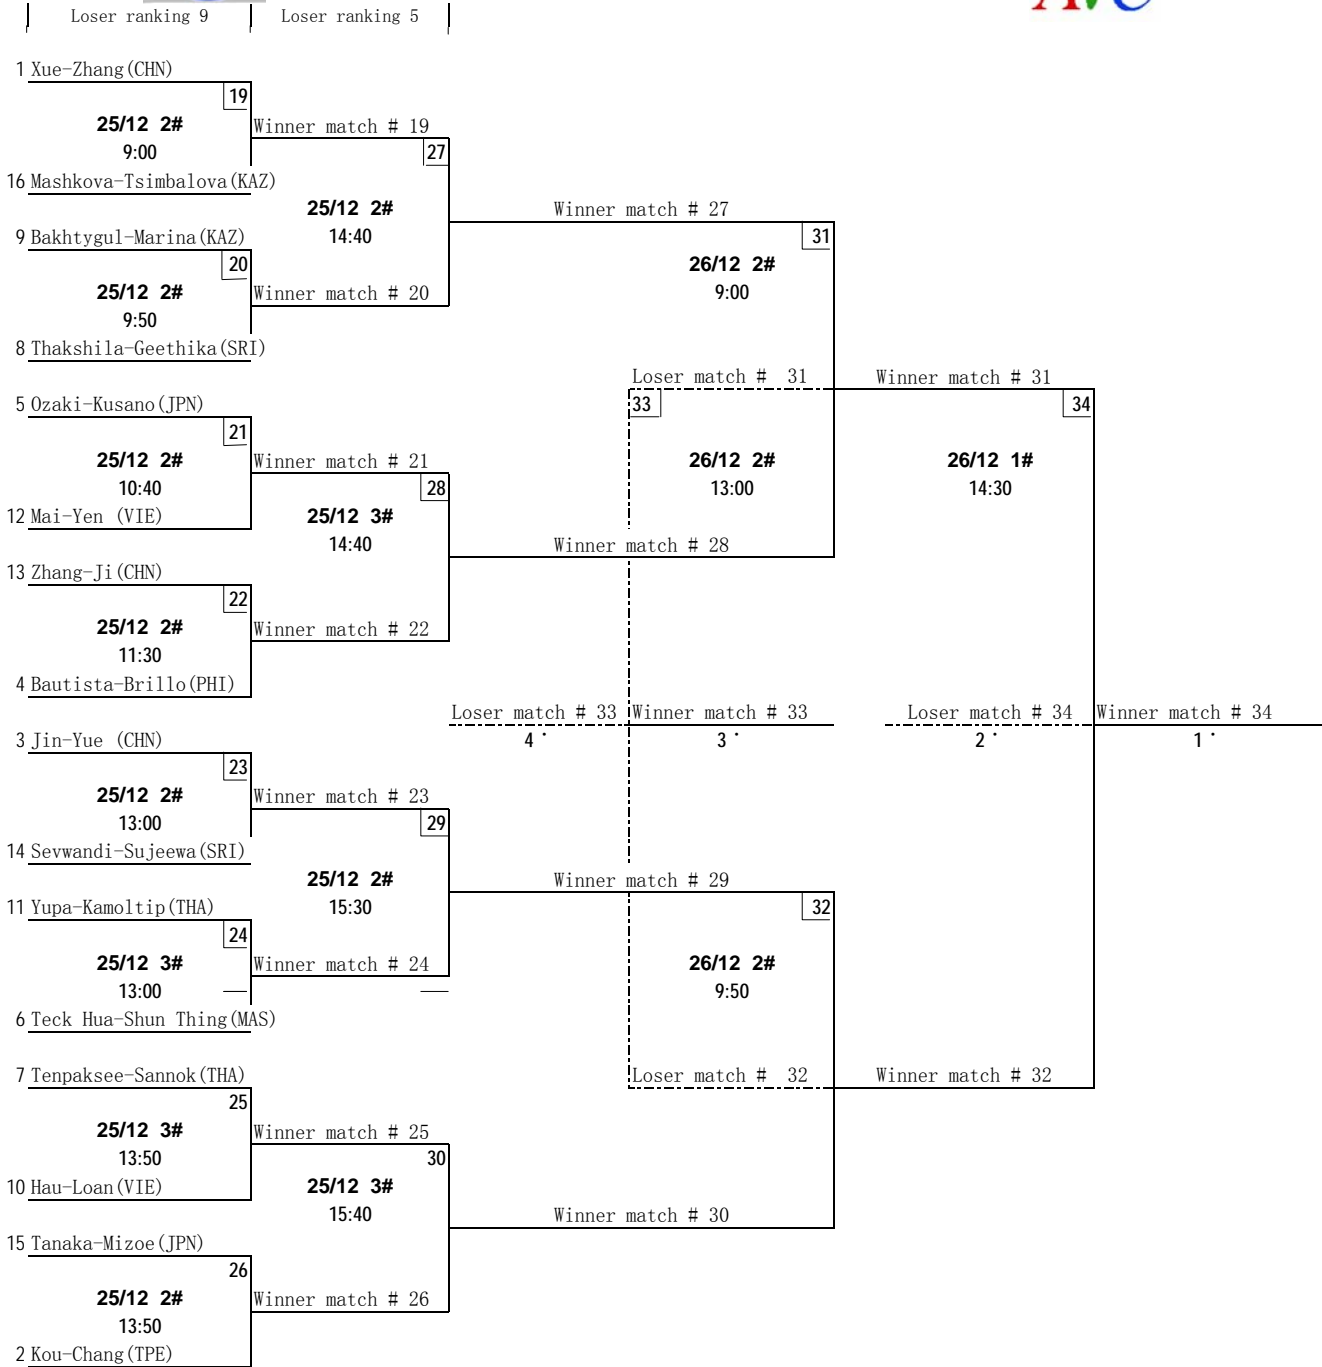 Loser ranking 9 Loser ranking 5
AVC
1 Xue-Zhang(CHN)
19
25/12 2#
Winner match # 19
9:00
27
16 Mashkova-Tsimbalova(KAZ)
25/12 2#
Winner match # 27
9 Bakhtygul-Marina(KAZ)
14:40
31
20
26/12 2#
25/12 2#
Winner match # 20
9:00
9:50
8 Thakshila-Geethika(SRI)
Loser match # 31
Winner match # 31
5 Ozaki-Kusano(JPN)
33
34
21
25/12 2#
Winner match # 21
26/12 2#
26/12 1#
10:40
28
13:00
14:30
12 Mai-Yen (VIE)
25/12 3#
14:40
Winner match # 28
13 Zhang-Ji(CHN)
22
25/12 2#
Winner match # 22
11:30
4 Bautista-Brillo(PHI)
Loser match # 33
Winner match # 33
Loser match # 34
Winner match # 34
3 Jin-Yue (CHN)
4
3
2
1
23
25/12 2#
Winner match # 23
13:00
29
14 Sevwandi-Sujeewa(SRI)
25/12 2#
Winner match # 29
11 Yupa-Kamoltip(THA)
15:30
32
24
25/12 3#
Winner match # 24
26/12 2#
13:00
9:50
6 Teck Hua-Shun Thing(MAS)
7 Tenpaksee-Sannok(THA)
Loser match # 32
Winner match # 32
25
25/12 3#
Winner match # 25
13:50
30
10 Hau-Loan(VIE)
25/12 3#
15:40
Winner match # 30
15 Tanaka-Mizoe(JPN)
26
25/12 2#
Winner match # 26
13:50
2 Kou-Chang(TPE)